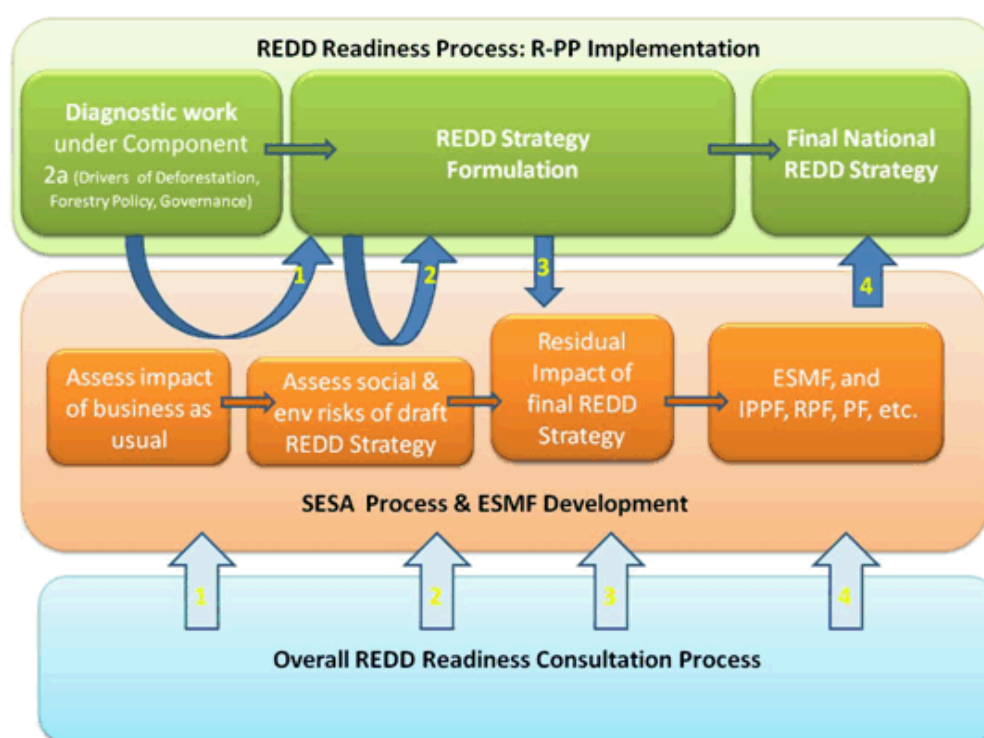 REDD Readiness Process: R-PP Implementation
Diagnostic work
under Component
2a (Drivers of Deforestation,
Forestry Policy, Governance)
REDD Strategy
Formulation
Final National
REDD Strategy
1
2
3
4
Assess impact
of business as
usual
Assess social &
env risks of draft
REDD Strategy
Residual
Impact of
final REDD
Strategy
ESMF, and
IPPF, RPF, PF, etc.
SESA Process & ESMF Development
1
2
3
4
Overall REDD Readiness Consultation Process